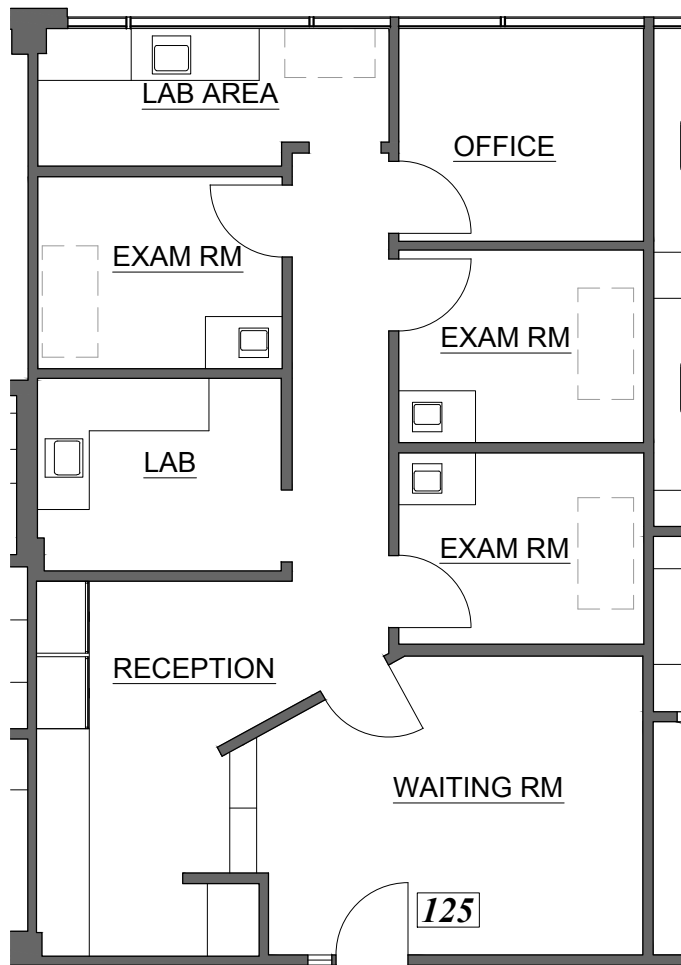 LAB AREA
OFFICE
EXAM RM
EXAM RM
LAB
EXAM RM
RECEPTION
WAITING RM
125